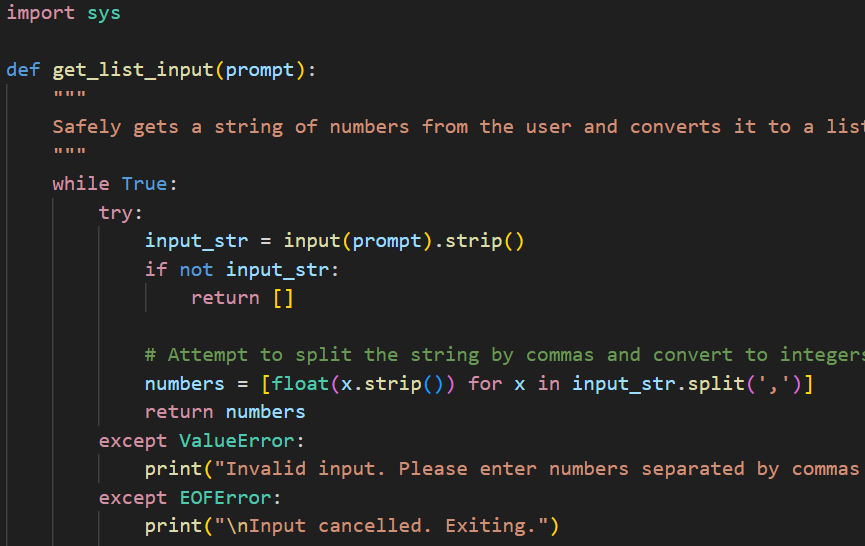 import sys
def get_list_input(prompt):
"""
Safely gets a string of numbers from the user and converts it to a list
"""
while True:
try:
input_str = input(prompt).strip()
if not input_str:
return []
# Attempt to split the string by commas and convert to integers
numbers = [float(x.strip()) for x in input_str.split(',')]
return numbers
except ValueError:
print("Invalid input. Please enter numbers separated by commas
except EOFError:
print("\nInput cancelled. Exiting.")